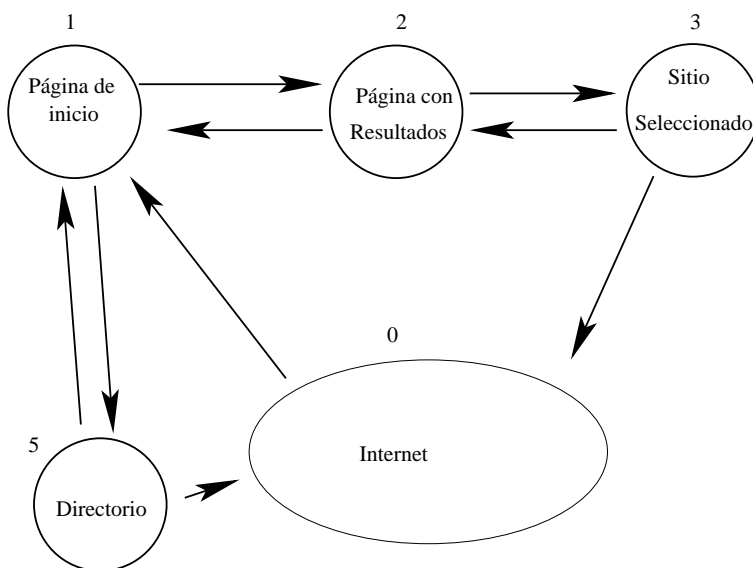 1
Página de
inicio
2
Página con
Resultados
3
Sitio
Seleccionado
0
Internet
5
Directorio